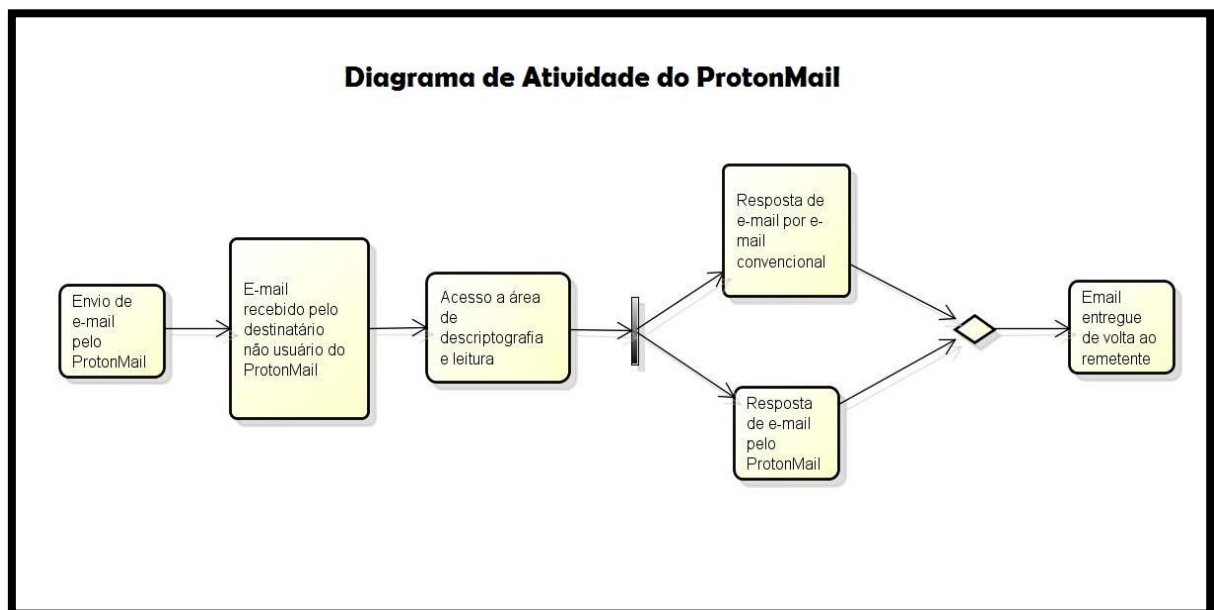 Diagrama de Atividade do ProtonMail
Envio de
e-mail
pelo
ProtonMail
E-mail
recebido pelo
destinatário
não usuário do
ProtonMail
Acesso a área
de
descriptografia
e leitura
Resposta de
e-mail por e-
mail
convencional
Resposta
de e-mail
pelo
ProtonMail
Email
entregue
de volta ao
remetente